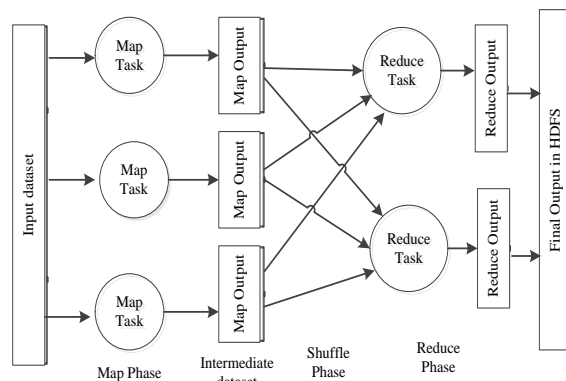 Input dataset
Map
Task
Map
Task
Map
Task
Map Output
Map Output
Map Output
Reduce
Task
Reduce
Task
Reduce Output
Reduce Output
Final Output in HDFS
Map Phase
Intermediate
dataset
Shuffle
Phase
Reduce
Phase